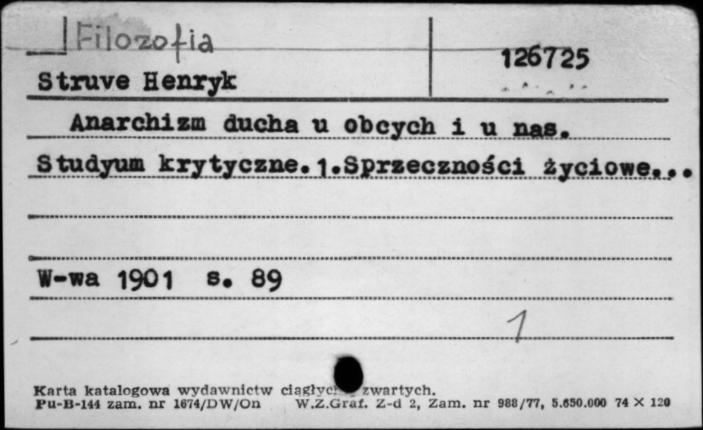 Filozofia
126725
Struve Henryk
Anarchizm ducha u obcych i u nas.
Studyum krytyczne.1.Sprzeczności życiowe...
W-wa 1901 s. 89
1
Karta katalogowa wydawnictw zwartych.
Pu-B-144 zam. nr 1674/DW/On W.Z.Graf. Z-d 2, Zam. nr 988/77, 5.650.000 74 × 120